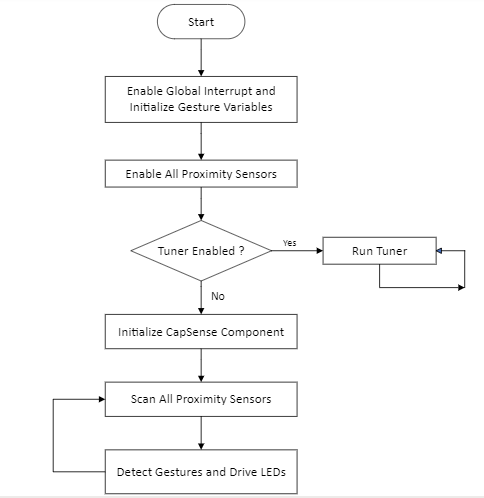 Start
Enable Global Interrupt and
Initialize Gesture Variables
Enable All Proximity Sensors
Tuner Enabled ?
Yes
Run Tuner
No
Initialize CapSense Component
Scan All Proximity Sensors
Detect Gestures and Drive LEDs